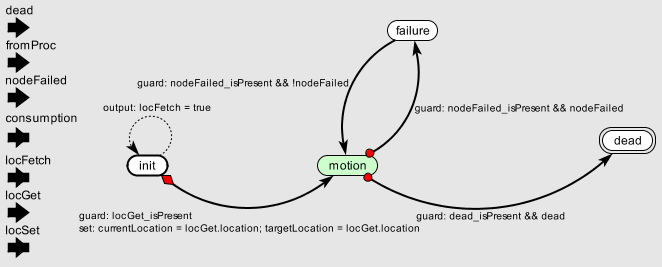 dead
fromProc
nodeFailed
consumption
locFetch
locGet
locSet
failure
guard: nodeFailed_isPresent && !nodeFailed
output: locFetch = true
guard: nodeFailed_isPresent && nodeFailed
init
motion
dead
guard: locGet_isPresent
set: currentLocation = locGet.location; targetLocation = locGet.location
guard: dead_isPresent && dead